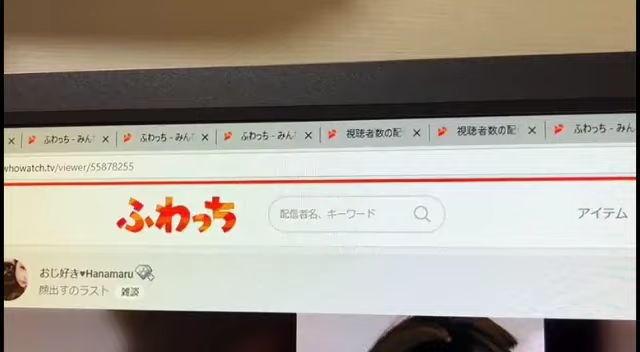 ふわっち - みん
ふわっち - みん
ふわっち - みん
視聴者数の配
視聴者数の配
ふわっち - みん
whowatch.tv/viewer/55878255
ふわっち
配信者名、キーワード
アイテム
おじ好き♥Hanamaru
顔出すのラスト
雑談